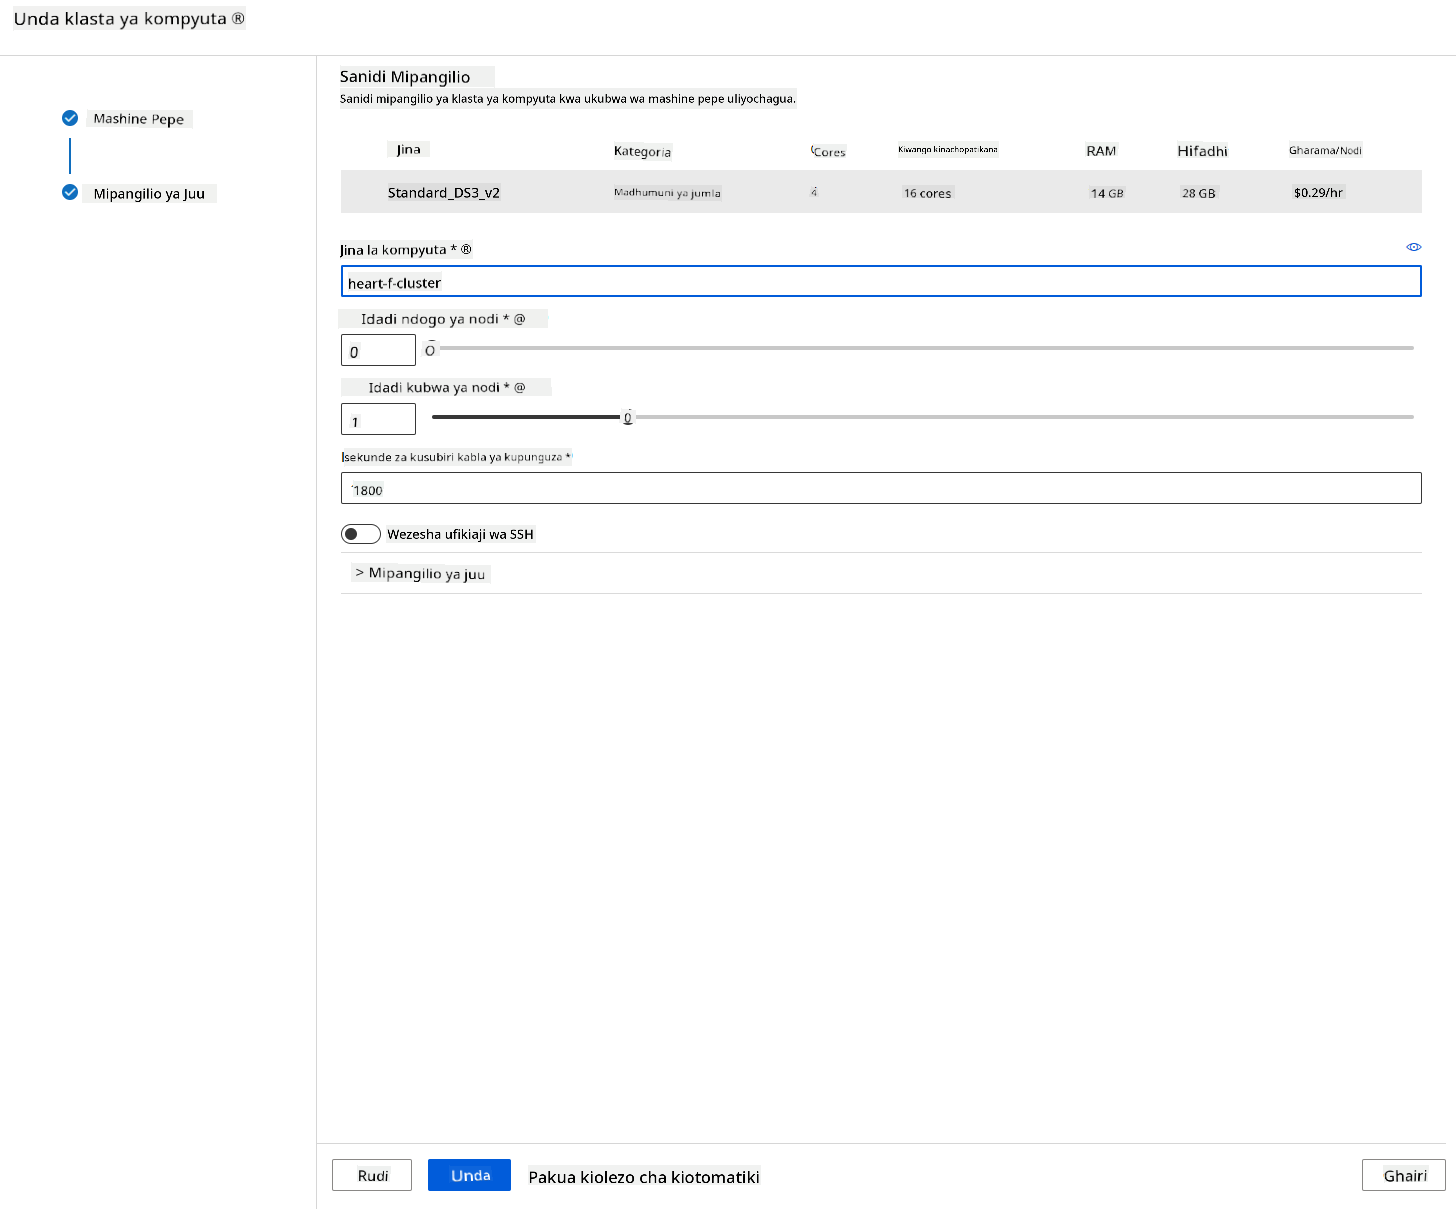 Unda klasta ya kompyuta ®
Mashine Pepe
Mipangilio ya Juu
Sanidi Mipangilio
Sanidi mipangilio ya klasta ya kompyuta kwa ukubwa wa mashine pepe uliyochagua.
Jina Kategoria Cores Kiwango kinachopatikana RAM Hifadhi Gharama/Nodi
Standard_DS3_v2 Madhumuni ya jumla 4 16 cores 14 GB 28 GB $0.29/hr
Jina la kompyuta * ®
heart-f-cluster
Idadi ndogo ya nodi * @
0
Idadi kubwa ya nodi * @
1
sekunde za kusubiri kabla ya kupunguza *
1800
Wezesha ufikiaji wa SSH
> Mipangilio ya juu
Rudi Unda Pakua kiolezo cha kiotomatiki Ghairi